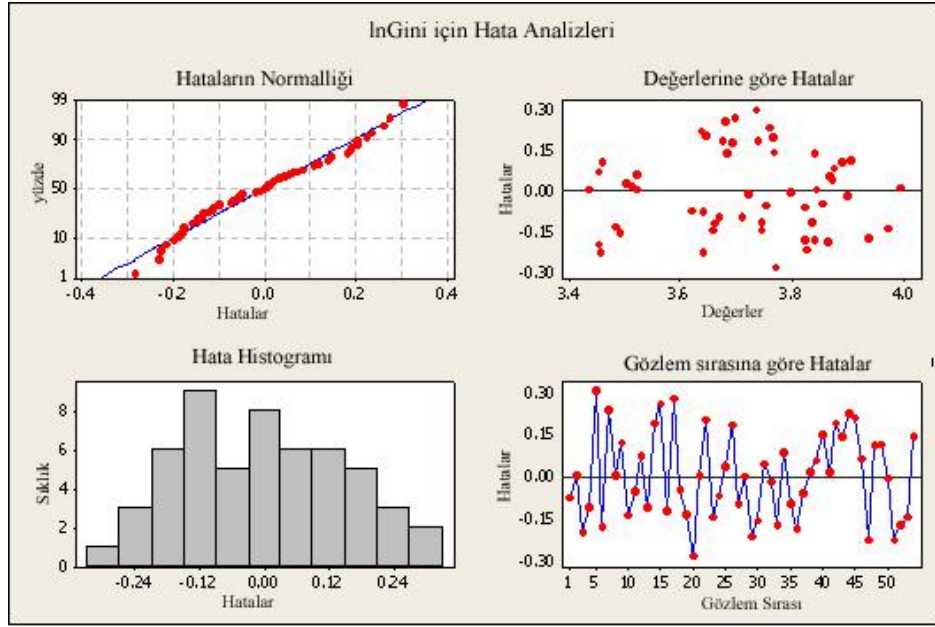 lnGini için Hata Analizleri
Hataların Normalliği
99
90
50
10
1
yüzde
-0.4 -0.2 0.0 0.2 0.4
Hatalar
Değerlerine göre Hatalar
0.30
0.15
0.00
-0.15
-0.30
Hatalar
3.4 3.6 3.8 4.0
Değerler
Hata Histogramı
8
6
4
2
0
Sıklık
-0.24 -0.12 0.00 0.12 0.24
Hatalar
Gözlem sırasına göre Hatalar
0.30
0.15
0.00
-0.15
-0.30
Hatalar
1 5 10 15 20 25 30 35 40 45 50
Gözlem Sırası